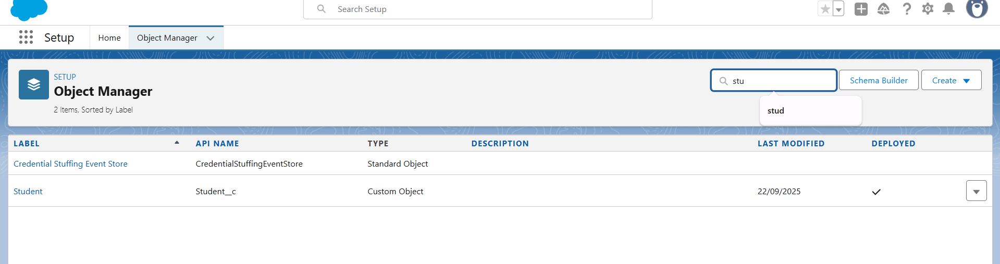 Search Setup
Setup
Home
Object Manager
SETUP
Object Manager
2 Items, Sorted by Label
stu
Schema Builder
Create
stud
LABEL API NAME TYPE DESCRIPTION LAST MODIFIED DEPLOYED
Credential Stuffing Event Store CredentialStuffingEventStore Standard Object
Student Student__c Custom Object 22/09/2025